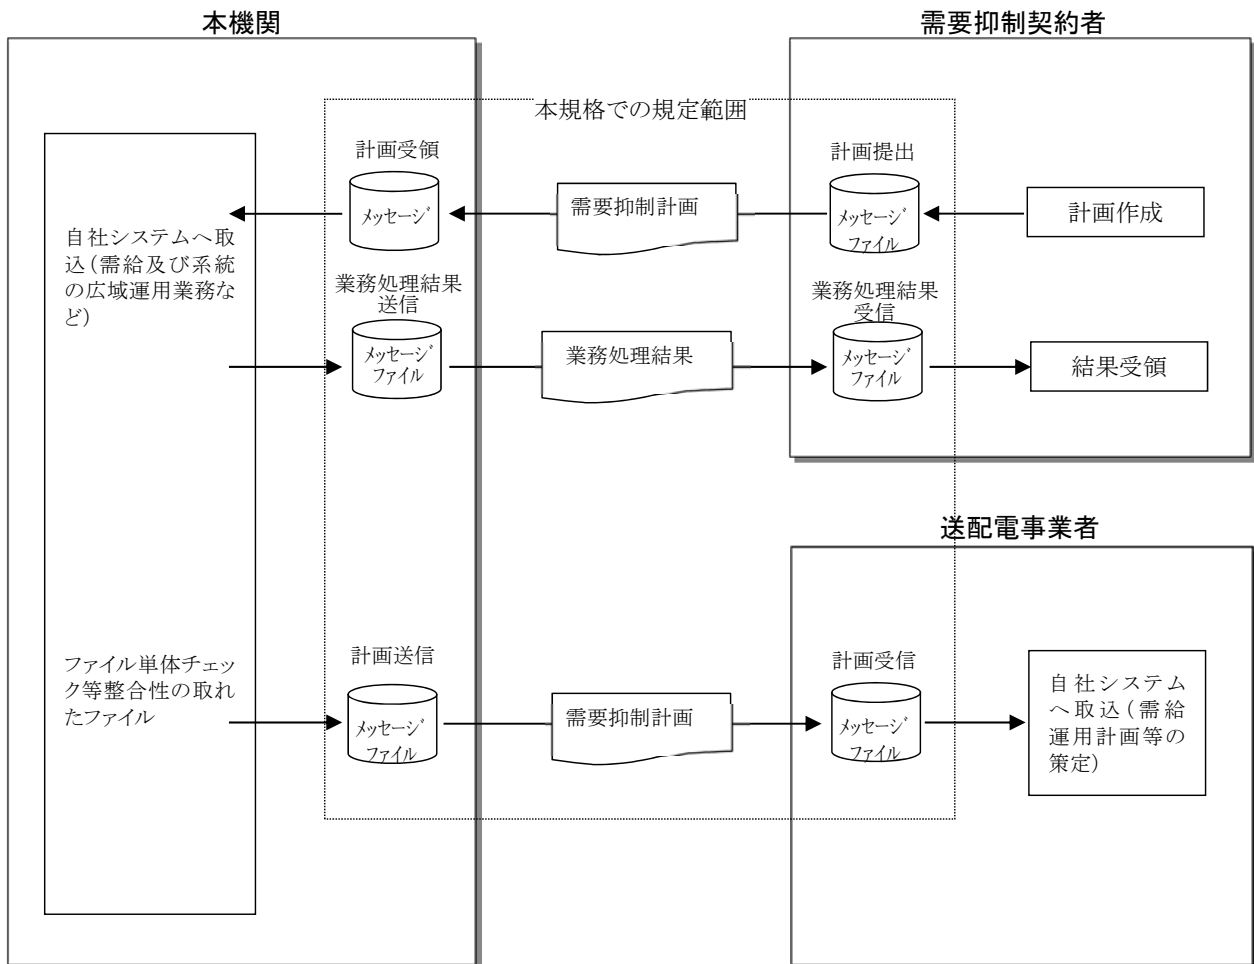 本機関
需要抑制契約者
本規格での規定範囲
計画受領
メッセージ
需要抑制計画
計画提出
メッセージ
ファイル
計画作成
自社システムへ取
込(需給及び系統
の広域運用業務な
ど)
業務処理結果
送信
メッセージ
ファイル
業務処理結果
業務処理結果
受信
メッセージ
ファイル
結果受領
送配電事業者
ファイル単体チェッ
ク等整合性の取れ
たファイル
計画送信
メッセージ
ファイル
需要抑制計画
計画受信
メッセージ
ファイル
自社システム
へ取込(需給
運用計画等の
策定)